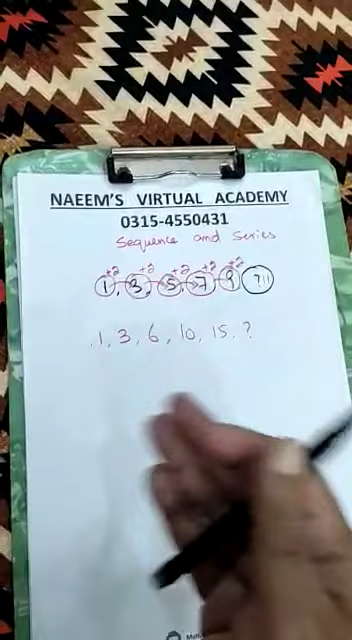 NAEEM'S VIRTUAL ACADEMY
0315-4550431
Sequence and Series
+2 +2 +2 +2 +2
1, 3, 5, 7, 9, ? 11
1, 3, 6, 10, 15, ?